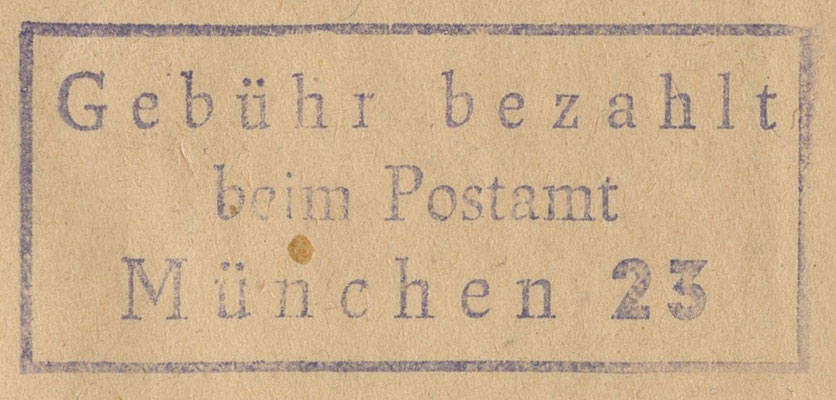 Gebühr bezahlt
beim Postamt
München 23